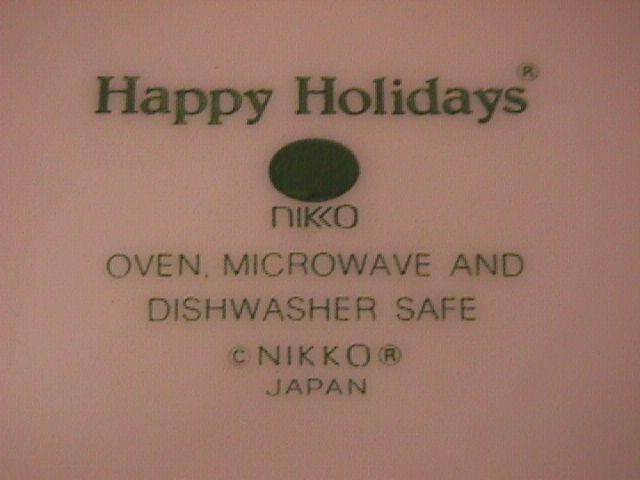 Happy Holidays®
NIKKO
OVEN, MICROWAVE AND
DISHWASHER SAFE
©NIKKO®
JAPAN